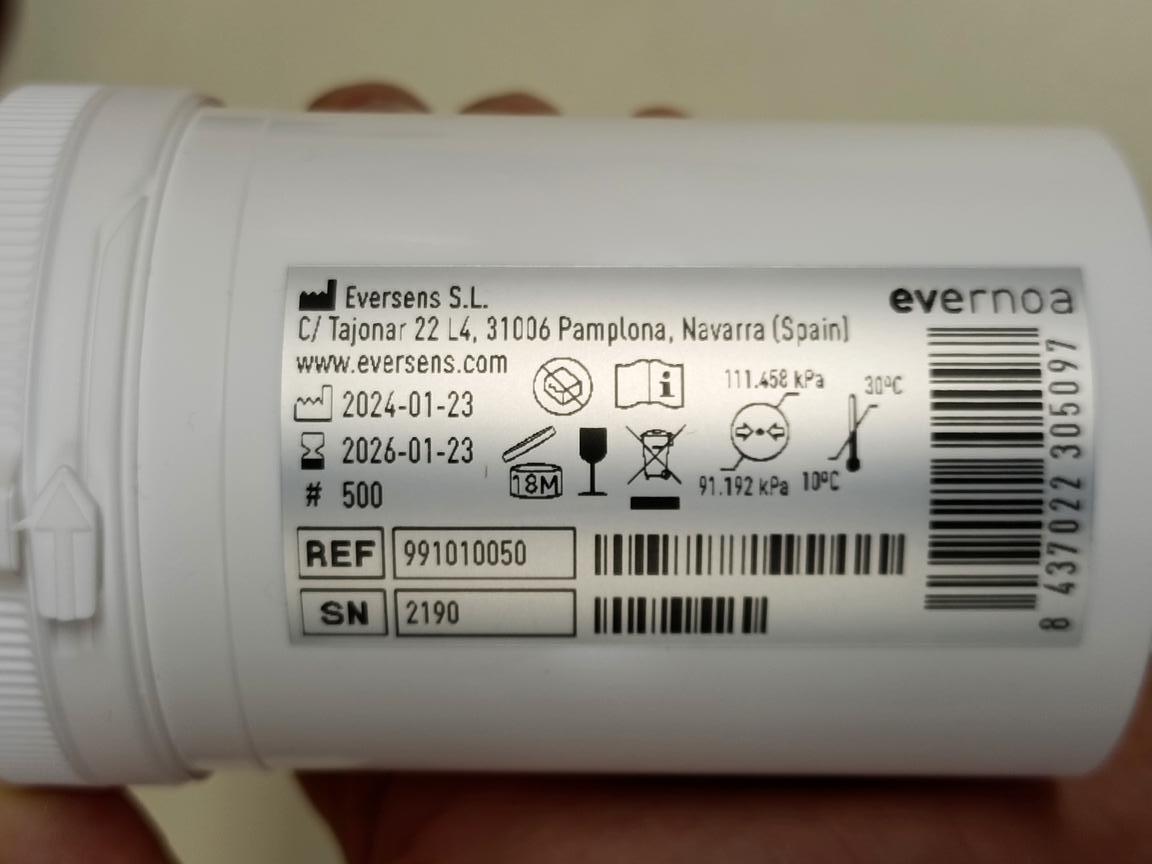 Eversens S.L.
C/ Tajonar 22 L4, 31006 Pamplona, Navarra (Spain)
www.eversens.com
2024-01-23
2026-01-23
# 500
18M
111.458 kPa
91.192 kPa
30ºC
10ºC
REF 991010050
SN 2190
evernoa
8 437022 305097